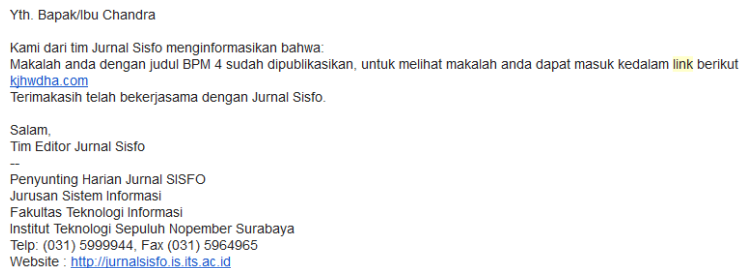 Yth. Bapak/Ibu Chandra
Kami dari tim Jurnal Sisfo menginformasikan bahwa:
Makalah anda dengan judul BPM 4 sudah dipublikasikan, untuk melihat makalah anda dapat masuk kedalam link berikut
kjhwdha.com
Terimakasih telah bekerjasama dengan Jurnal Sisfo.
Salam,
Tim Editor Jurnal Sisfo
--
Penyunting Harian Jurnal SISFO
Jurusan Sistem Informasi
Fakultas Teknologi Informasi
Institut Teknologi Sepuluh Nopember Surabaya
Telp: (031) 5999944, Fax (031) 5964965
Website : http://jurnalsisfo.is.its.ac.id